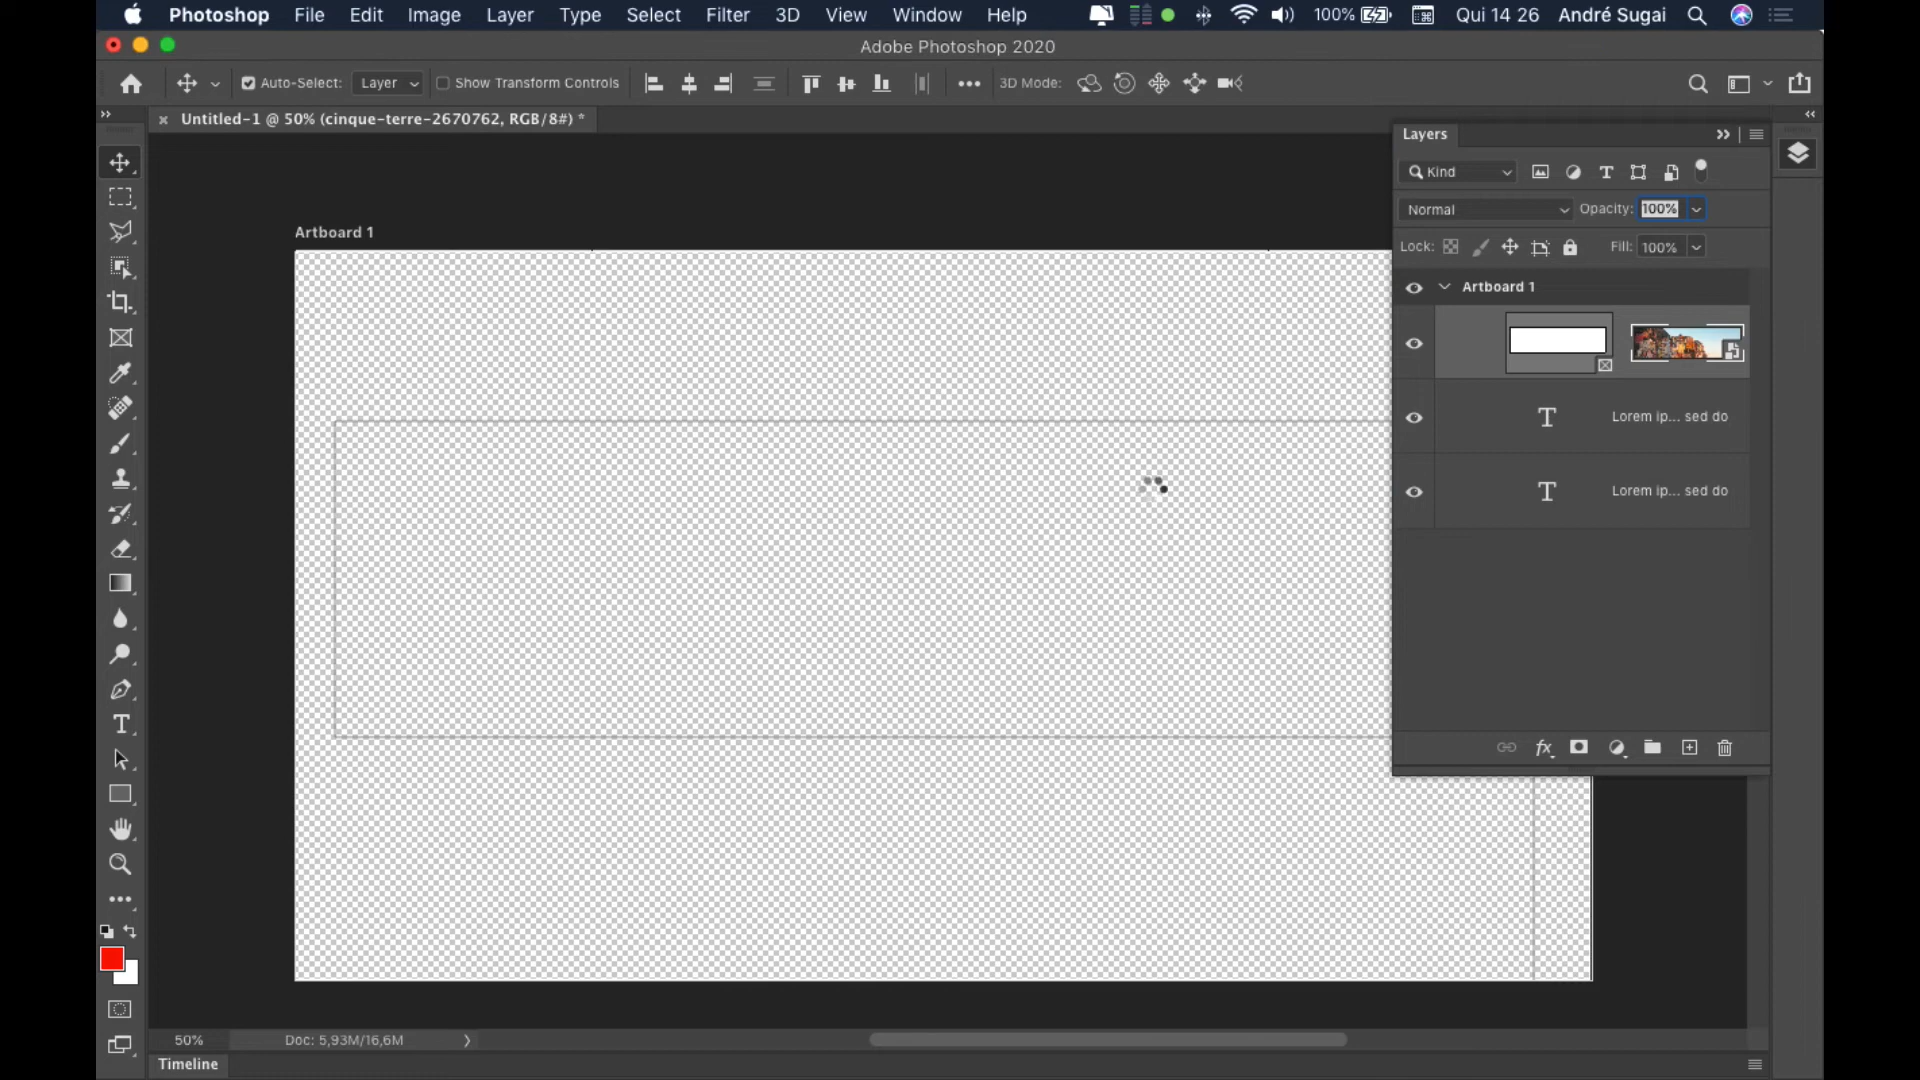 Photoshop File Edit Image Layer Type Select Filter 3D View Window Help 100% Qui 14 26 André Sugai
Adobe Photoshop 2020
Auto-Select: Layer Show Transform Controls 3D Mode:
Untitled-1 @ 50% (cinque-terre-2670762, RGB/8#) *
Layers
Kind
Normal Opacity: 100%
Lock: Fill: 100%
Artboard 1
Artboard 1
Lorem ip... sed do
Lorem ip... sed do
50% Doc: 5,93M/16,6M
Timeline